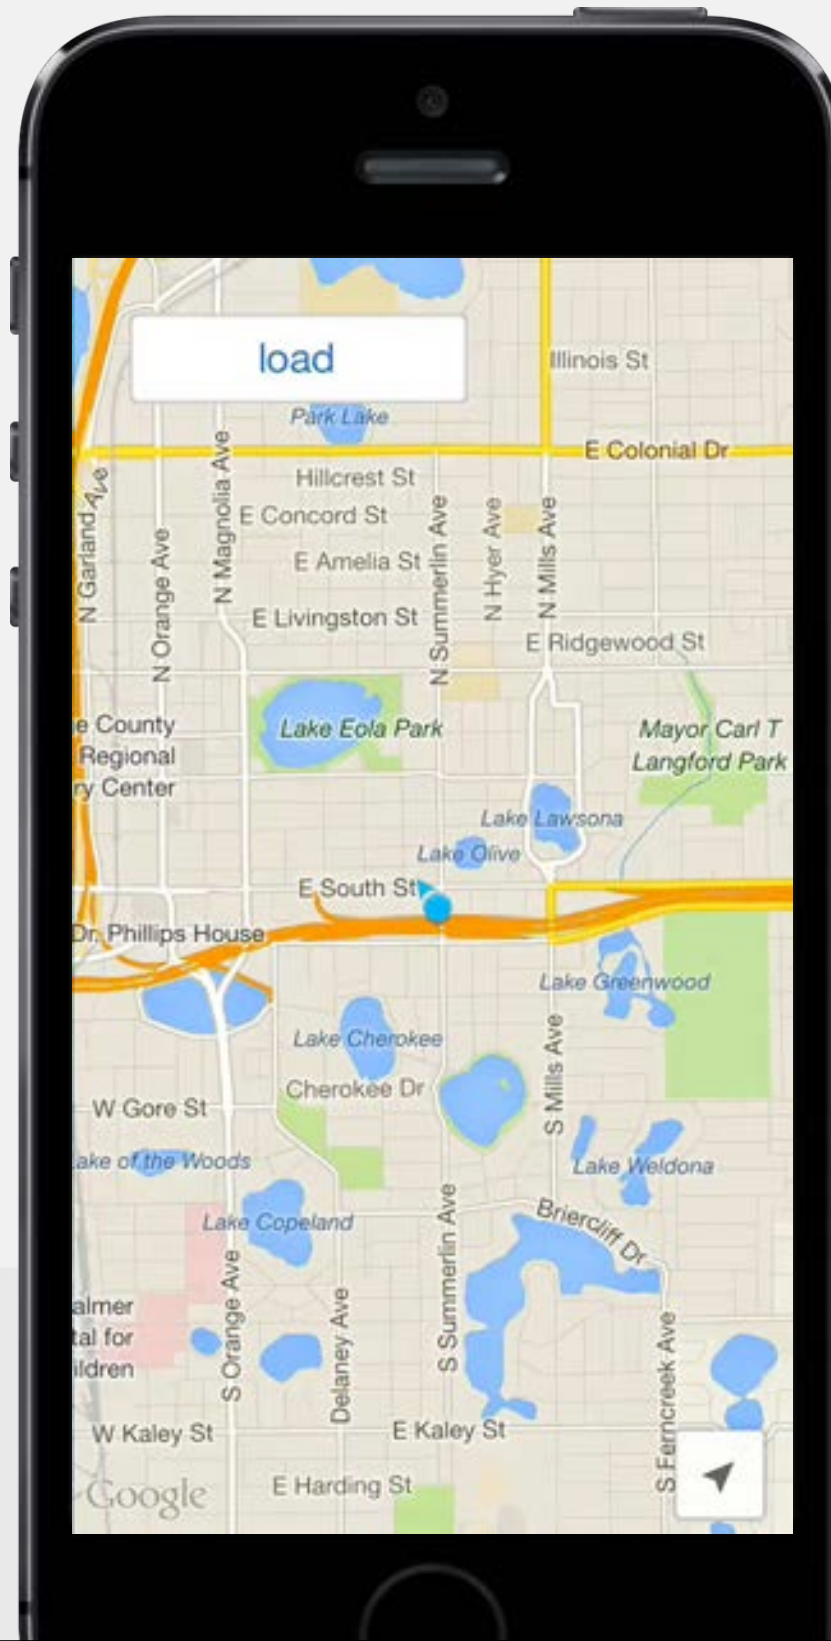 load
Illinois St
Park Lake
E Colonial Dr
Hillcrest St
N Garland Ave
N Magnolia Ave
E Concord St
N Summerlin Ave
N Hyer Ave
N Mills Ave
N Orange Ave
E Amelia St
E Livingston St
E Ridgewood St
e County
Regional
ry Center
Lake Eola Park
Mayor Carl T
Langford Park
Lake Lawsona
Lake Olive
E South St
Dr. Phillips House
Lake Greenwood
Lake Cherokee
S Mills Ave
Cherokee Dr
W Gore St
ake of the Woods
Lake Weldona
Lake Copeland
Briercliff Dr
S Summerlin Ave
S Orange Ave
Delaney Ave
almer
tal for
ildren
S Ferncreek Ave
W Kaley St
E Kaley St
E Harding St
Google